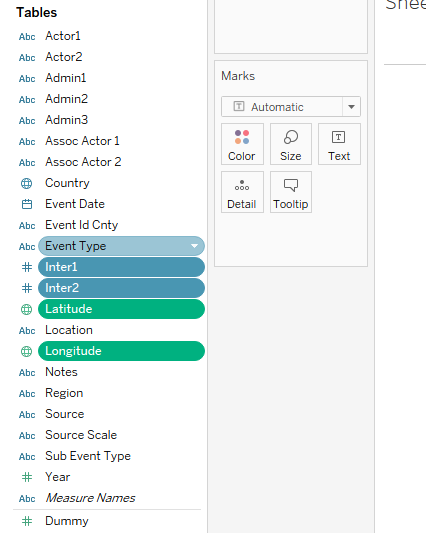 Tables
Abc Actor1
Abc Actor2
Abc Admin1
Abc Admin2
Abc Admin3
Abc Assoc Actor 1
Abc Assoc Actor 2
Country
Event Date
Abc Event Id Cnty
Abc Event Type
# Inter1
# Inter2
Latitude
Abc Location
Longitude
Abc Notes
Abc Region
Abc Source
Abc Source Scale
Abc Sub Event Type
# Year
Abc Measure Names
# Dummy
Marks
T Automatic
Color Size T Text
Detail Tooltip